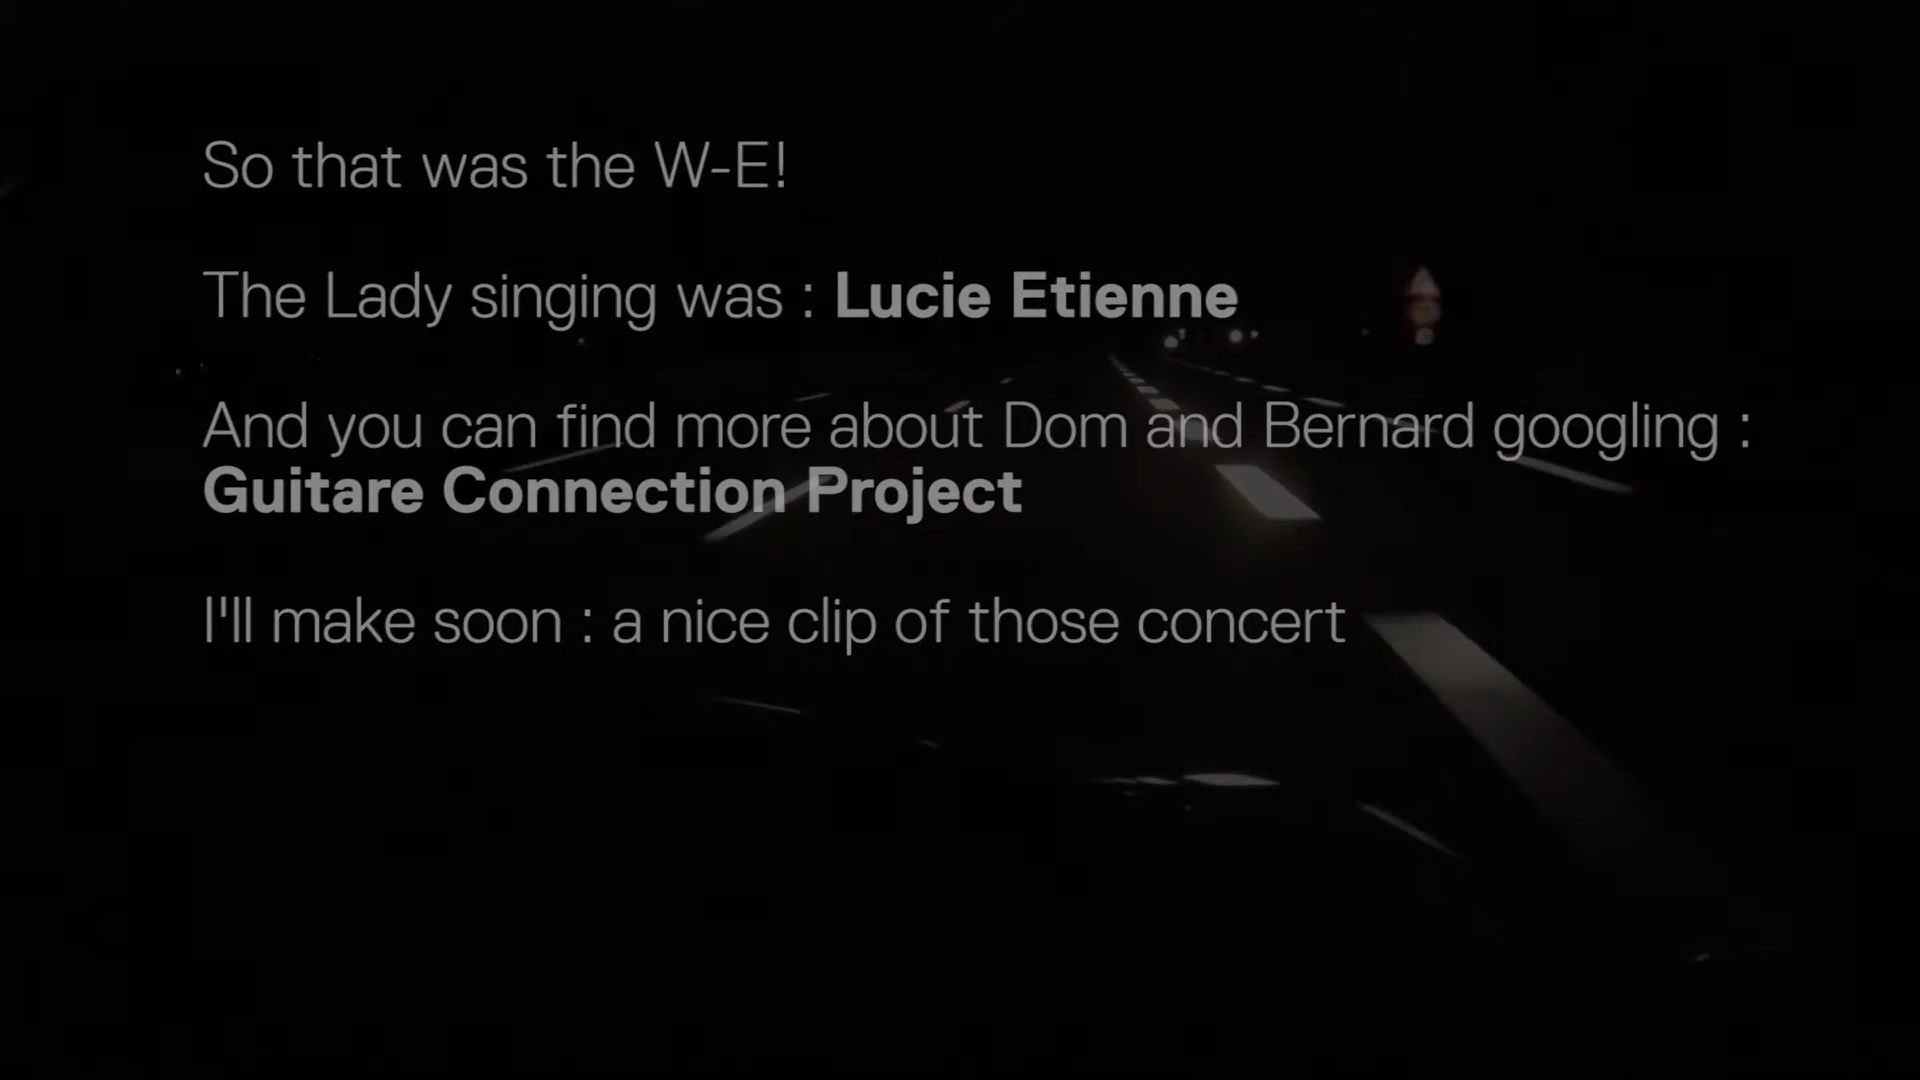 So that was the W-E!
The Lady singing was : Lucie Etienne
And you can find more about Dom and Bernard googling :
Guitare Connection Project
I'll make soon : a nice clip of those concert